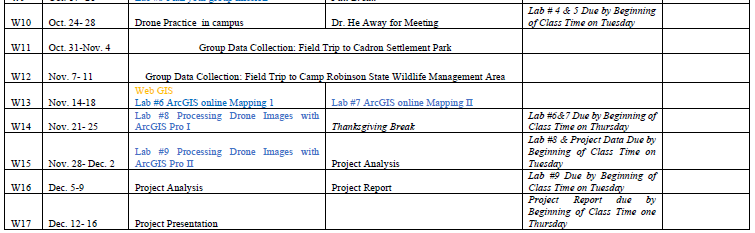 Lab # 4 & 5 Due by Beginning
W10 Oct. 24- 28 Drone Practice in campus Dr. He Away for Meeting of Class Time on Tuesday
W11 Oct. 31-Nov. 4 Group Data Collection: Field Trip to Cadron Settlement Park
W12 Nov. 7- 11 Group Data Collection: Field Trip to Camp Robinson State Wildlife Management Area
Web GIS
W13 Nov. 14-18 Lab #6 ArcGIS online Mapping 1 Lab #7 ArcGIS online Mapping II
Lab #8 Processing Drone Images with Lab #6&7 Due by Beginning of
W14 Nov. 21- 25 ArcGIS Pro I Thanksgiving Break Class Time on Thursday
Lab #8 & Project Data Due by
Lab #9 Processing Drone Images with Beginning of Class Time on
W15 Nov. 28- Dec. 2 ArcGIS Pro II Project Analysis Tuesday
Lab #9 Due by Beginning of
W16 Dec. 5-9 Project Analysis Project Report Class Time on Tuesday
Project Report due by
Beginning of Class Time one
W17 Dec. 12- 16 Project Presentation Thursday